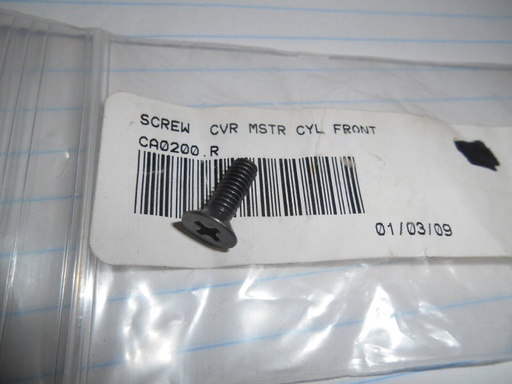 SCREW CVR MSTR CYL FRONT
CA0200.R
01/03/09